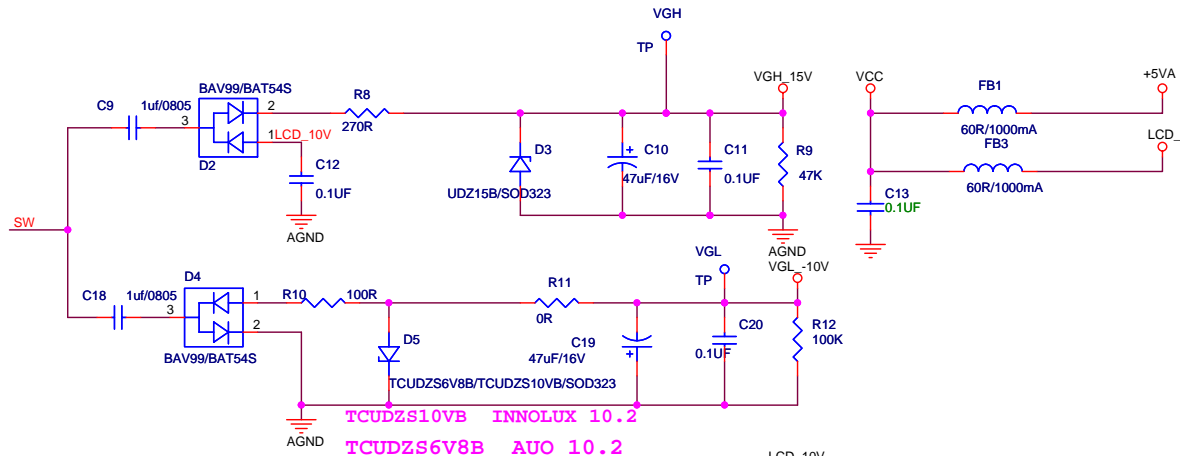 VGH
TP
BAV99/BAT54S
VGH_15V
VCC
+5VA
C9
1uf/0805
R8
FB1
2
3
270R
60R/1000mA
1
LCD_10V
FB3
LCD_
D2
C12
0.1UF
D3
C10
C11
R9
UDZ15B/SOD323
47uF/16V
0.1UF
47K
60R/1000mA
C13
0.1UF
SW
AGND
AGND
VGL
VGL_-10V
TP
D4
C18
1uf/0805
R10
100R
R11
1
3
2
0R
BAV99/BAT54S
D5
C19
47uF/16V
C20
0.1UF
R12
100K
TCUDZS6V8B/TCUDZS10VB/SOD323
AGND
TCUDZS10VB INNOLUX 10.2
TCUDZS6V8B AUO 10.2